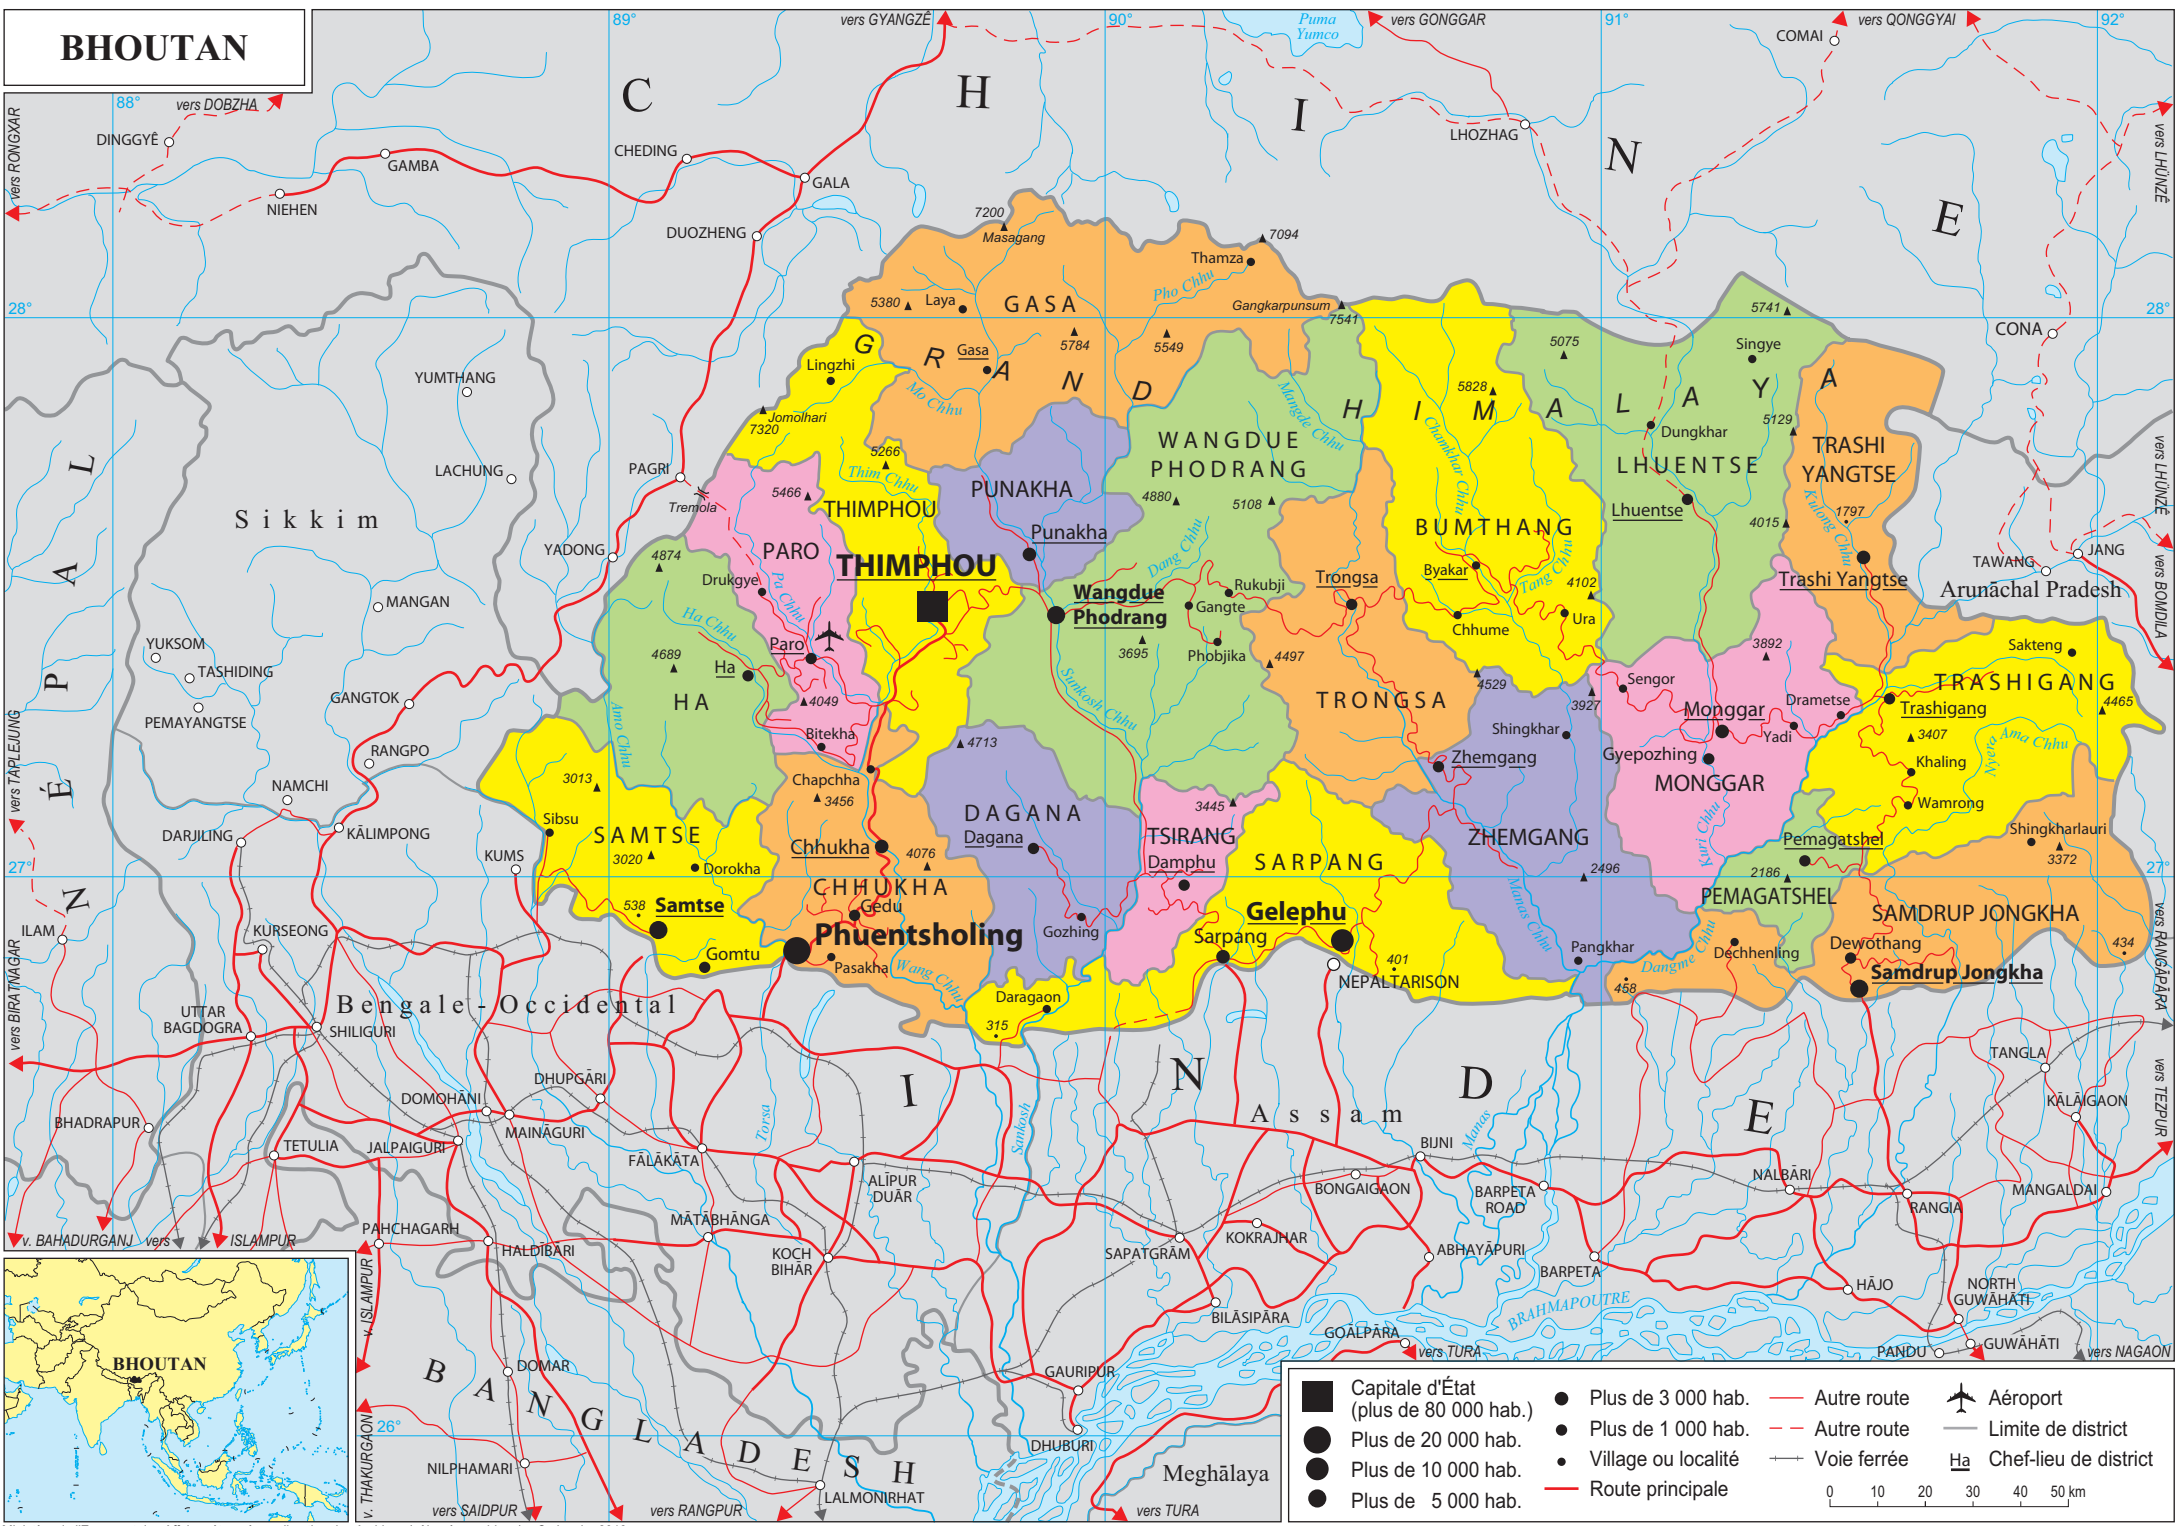 BHOUTAN
88°
89°
90°
91°
92°
28°
28°
27°
27°
26°
vers DOBZHA
vers GYANGZÊ
vers GONGGAR
vers QONGGYAI
vers RONGXAR
vers LHÜNZÊ
vers LHÜNZÊ
vers BOMDILA
vers RANGĀPĀRĀ
vers TEZPUR
vers TAPLEJUNG
vers BIRATNAGAR
v. BAHADURGANJ
vers
ISLAMPUR
v. ISLAMPUR
v. THAKURGAON
vers SAIDPUR
vers RANGPUR
vers TURA
vers TURA
vers NAGAON
C H I N E
NÉPAL
INDE
BANGLADESH
GRAND HIMALAYA
Puma
Yumco
COMAI
LHOZHAG
DINGGYÊ
NIEHEN
GAMBA
CHEDING
GALA
DUOZHENG
PAGRI
Tremola
YADONG
CONA
TAWANG
JANG
Arunāchal Pradesh
YUMTHANG
LACHUNG
Sikkim
MANGAN
YUKSOM
TASHIDING
PEMAYANGTSE
GANGTOK
RANGPO
NAMCHI
DARJILING
KĀLIMPONG
KUMS
ILAM
KURSEONG
UTTAR
BAGDOGRA
SHILIGURI
Bengale-Occidental
BHADRAPUR
TETULIA
DOMOHĀNI
DHUPGĀRI
MAINĀGURI
JALPAIGURI
FĀLĀKĀTA
ALĪPUR
DUĀR
PAHCHAGARH
HALDĪBĀRI
MĀTĀBHĀNGA
KOCH
BIHĀR
DOMAR
NILPHAMARI
LALMONIRHAT
GAURIPUR
DHUBURI
SAPATGRĀM
KOKRAJHAR
BILĀSIPĀRA
BONGAIGAON
BIJNI
BARPETA
ROAD
ABHAYĀPURI
BARPETA
GOĀLPĀRA
NALBĀRI
RANGIA
TANGLA
KĀLĀIGAON
MANGALDAI
HĀJO
NORTH
GUWĀHĀTI
GUWĀHĀTI
PANDU
Assam
Meghālaya
NEPALTARISON
Torsa
Sankosh
Manas
BRAHMAPOUTRE
GASA
7200
Masagang
7094
Thamza
Pho Chhu
5380
Laya
Gangkarpunsum
7541
Gasa
5784
5549
Mo Chhu
Lingzhi
Jomolhari
7320
5266
Thim Chhu
THIMPHOU
THIMPHOU
5466
PARO
Drukgye
Pa Chhu
Paro
4049
Bitekha
4874
Ha Chhu
4689
Ha
HA
Amo Chhu
PUNAKHA
Punakha
WANGDUE
PHODRANG
Mangde Chhu
4880
5108
Dang Chhu
Wangdue
Phodrang
Rukubji
Gangte
Phobjika
3695
Sunkosh Chhu
BUMTHANG
5828
Chamkhar Chhu
Byakar
Tang Chhu
4102
Chhume
Ura
TRONGSA
Trongsa
4497
4529
LHUENTSE
5075
5741
Singye
Dungkhar
5129
Lhuentse
4015
TRASHI
YANGTSE
1797
Kulong Chhu
Trashi Yangtse
3892
Sengor
Monggar
Drametse
Yadi
Gyepozhing
MONGGAR
Kuri Chhu
Sakteng
TRASHIGANG
4465
Trashigang
3407
Nyera Ama Chhu
Khaling
Wamrong
Pemagatshel
2186
PEMAGATSHEL
Shingkharlauri
3372
SAMDRUP JONGKHA
434
Dechhenling
Dewothang
Samdrup Jongkha
Dangme Chhu
458
3927
Shingkhar
Zhemgang
ZHEMGANG
2496
Manas Chhu
Pangkhar
3013
Sibsu
SAMTSE
3020
Dorokha
538
Samtse
Gomtu
Chapchha
3456
Chhukha
4076
CHHUKHA
Gedu
Phuentsholing
Pasakha
Wang Chhu
4713
DAGANA
Dagana
Gozhing
Daragaon
315
3445
TSIRANG
Damphu
SARPANG
Gelephu
Sarpang
401
BHOUTAN
Capitale d'État
(plus de 80 000 hab.)
Plus de 20 000 hab.
Plus de 10 000 hab.
Plus de 5 000 hab.
Plus de 3 000 hab.
Plus de 1 000 hab.
Village ou localité
Route principale
Autre route
Autre route
Voie ferrée
0 10 20 30 40 50 km
Aéroport
Limite de district
Ha Chef-lieu de district